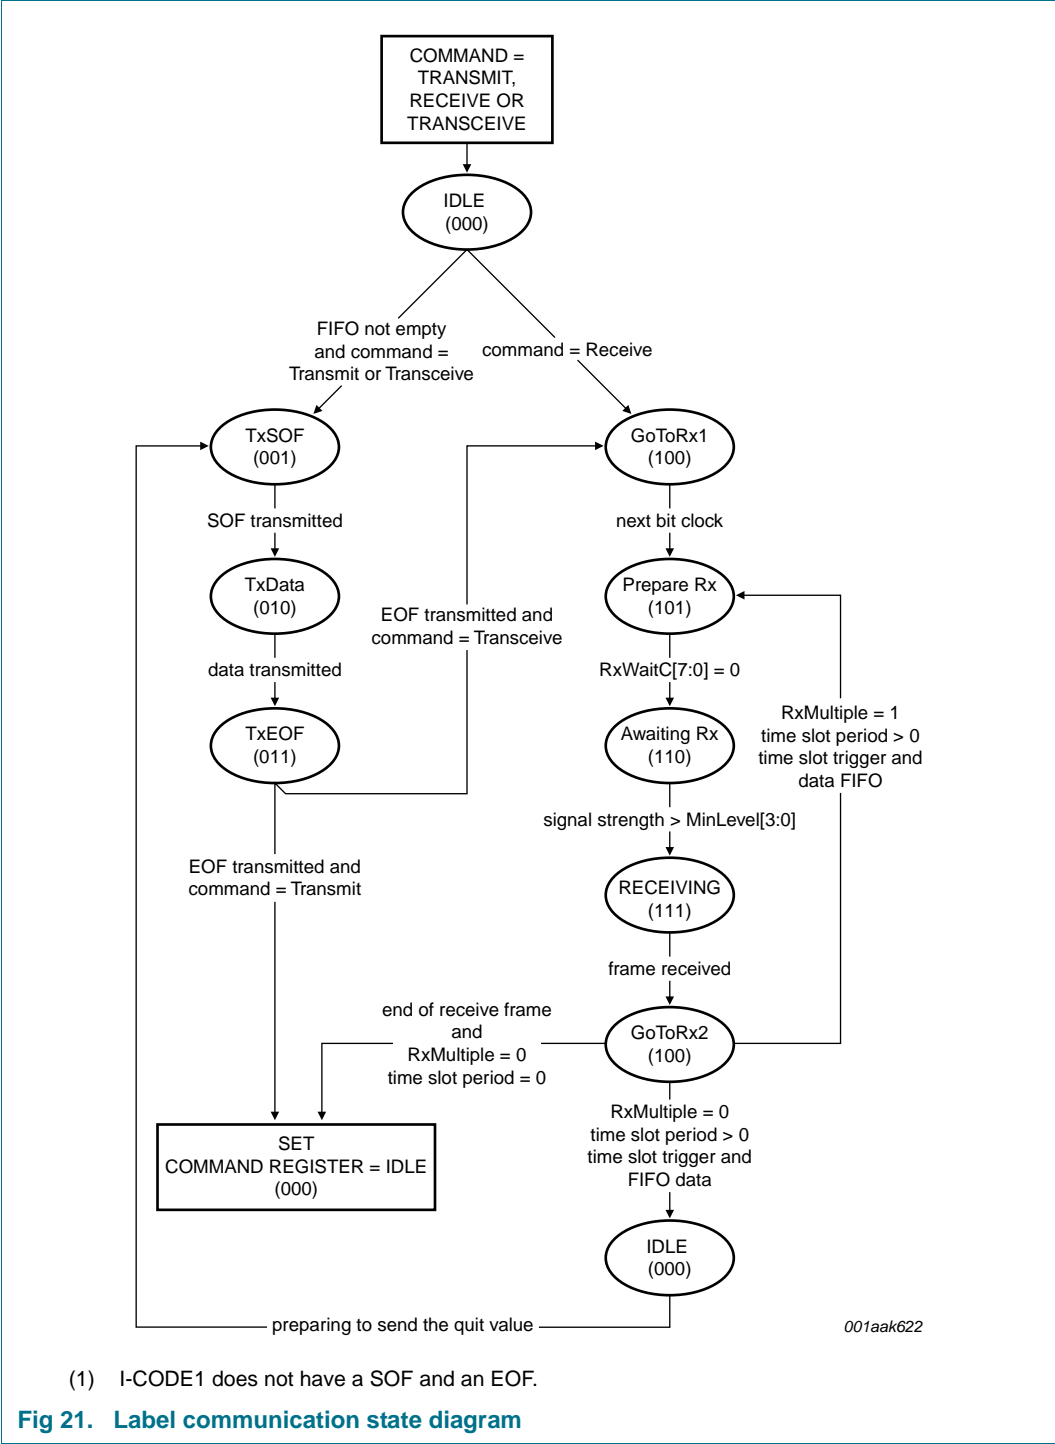 COMMAND =
TRANSMIT,
RECEIVE OR
TRANSCEIVE
IDLE
(000)
FIFO not empty
and command =
Transmit or Transceive
command = Receive
TxSOF
(001)
GoToRx1
(100)
SOF transmitted
next bit clock
TxData
(010)
Prepare Rx
(101)
EOF transmitted and
command = Transceive
data transmitted
RxWaitC[7:0] = 0
TxEOF
(011)
Awaiting Rx
(110)
RxMultiple = 1
time slot period > 0
time slot trigger and
data FIFO
signal strength > MinLevel[3:0]
EOF transmitted and
command = Transmit
RECEIVING
(111)
frame received
end of receive frame
and
RxMultiple = 0
time slot period = 0
GoToRx2
(100)
RxMultiple = 0
time slot period > 0
time slot trigger and
FIFO data
SET
COMMAND REGISTER = IDLE
(000)
IDLE
(000)
preparing to send the quit value
001aak622
(1) I-CODE1 does not have a SOF and an EOF.
Fig 21. Label communication state diagram